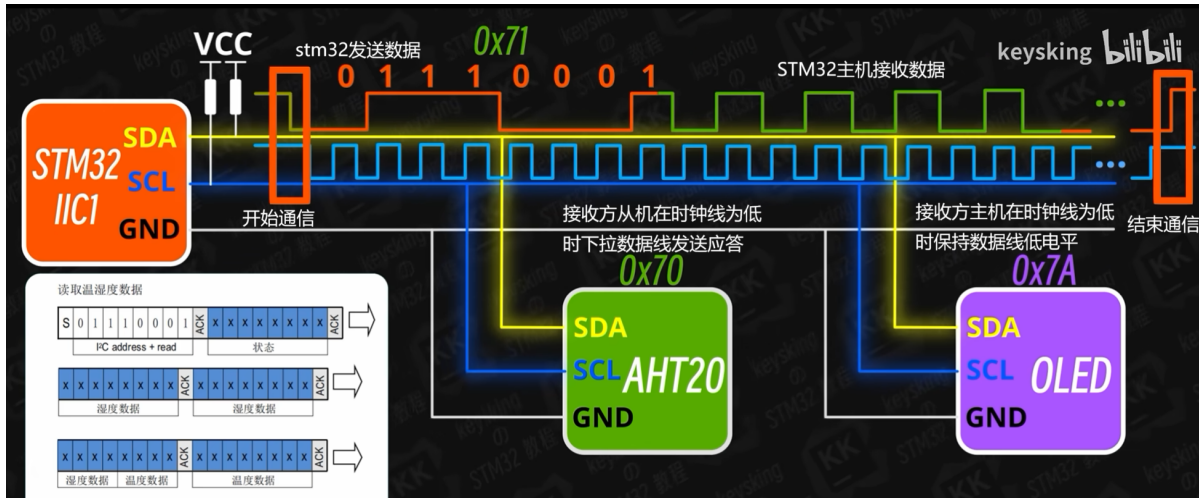 keysking bilibili
VCC
stm32发送数据
0x71
0 1 1 1 0 0 0 1
STM32主机接收数据
STM32
IIC1
SDA
SCL
GND
开始通信
接收方从机在时钟线为低
时下拉数据线发送应答
接收方主机在时钟线为低
时保持数据线低电平
结束通信
0x70
SDA
SCL
AHT20
GND
0x7A
SDA
SCL
OLED
GND
读取温湿度数据
S 0 1 1 1 0 0 0 1 ACK X X X X X X X X ACK
I²C address + read 状态
X X X X X X X X ACK X X X X X X X X ACK
湿度数据 湿度数据
X X X X X X X X ACK X X X X X X X X ACK
湿度数据 温度数据 温度数据